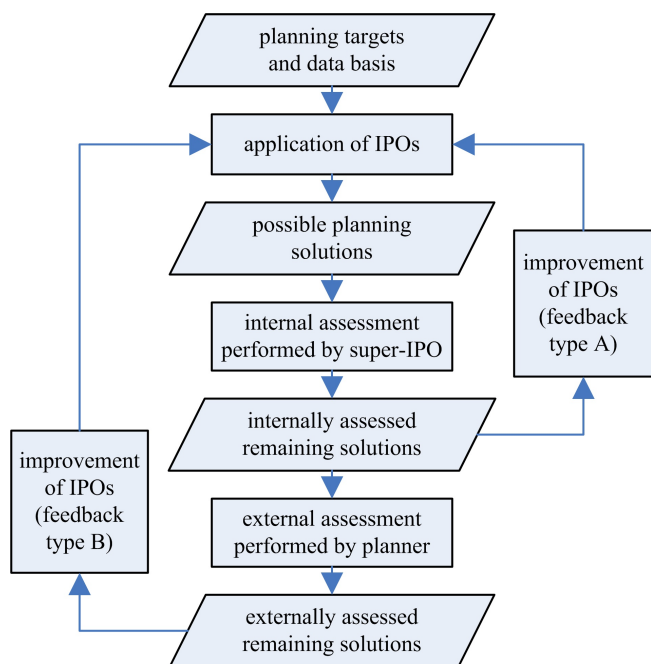 planning targets
and data basis
application of IPOs
possible planning
solutions
improvement
of IPOs
(feedback
type A)
internal assessment
performed by super-IPO
internally assessed
remaining solutions
improvement
of IPOs
(feedback
type B)
external assessment
performed by planner
externally assessed
remaining solutions